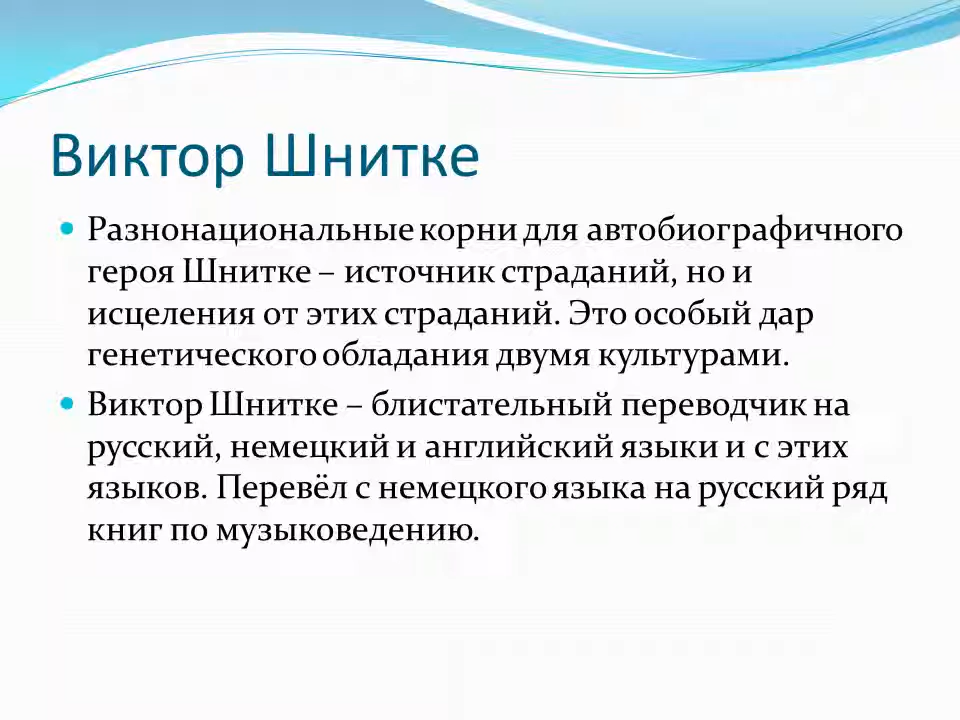 Виктор Шнитке
Разнонациональные корни для автобиографичного
героя Шнитке – источник страданий, но и
исцеления от этих страданий. Это особый дар
генетического обладания двумя культурами.
Виктор Шнитке – блистательный переводчик на
русский, немецкий и английский языки и с этих
языков. Перевёл с немецкого языка на русский ряд
книг по музыковедению.